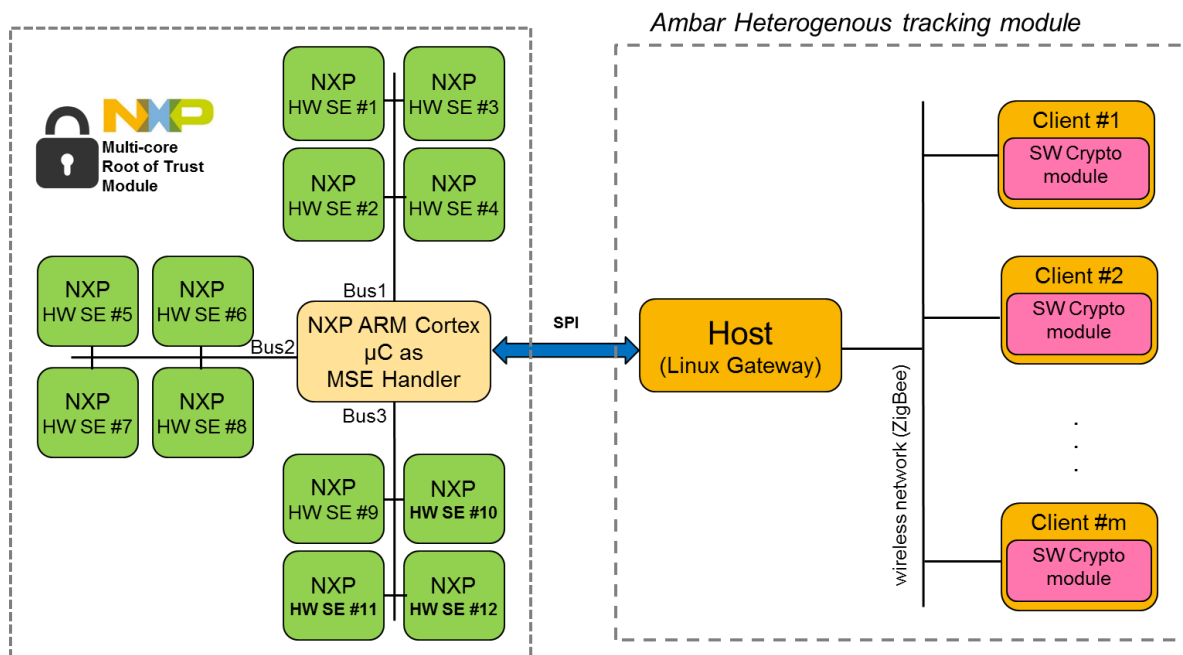 Ambar Heterogenous tracking module
NXP
Multi-core
Root of Trust
Module
NXP
HW SE #1
NXP
HW SE #3
NXP
HW SE #2
NXP
HW SE #4
NXP
HW SE #5
NXP
HW SE #6
NXP
HW SE #7
NXP
HW SE #8
Bus1
Bus2
Bus3
NXP ARM Cortex
µC as
MSE Handler
NXP
HW SE #9
NXP
HW SE #10
NXP
HW SE #11
NXP
HW SE #12
SPI
Host
(Linux Gateway)
wireless network (ZigBee)
Client #1
SW Crypto
module
Client #2
SW Crypto
module
.
.
.
Client #m
SW Crypto
module